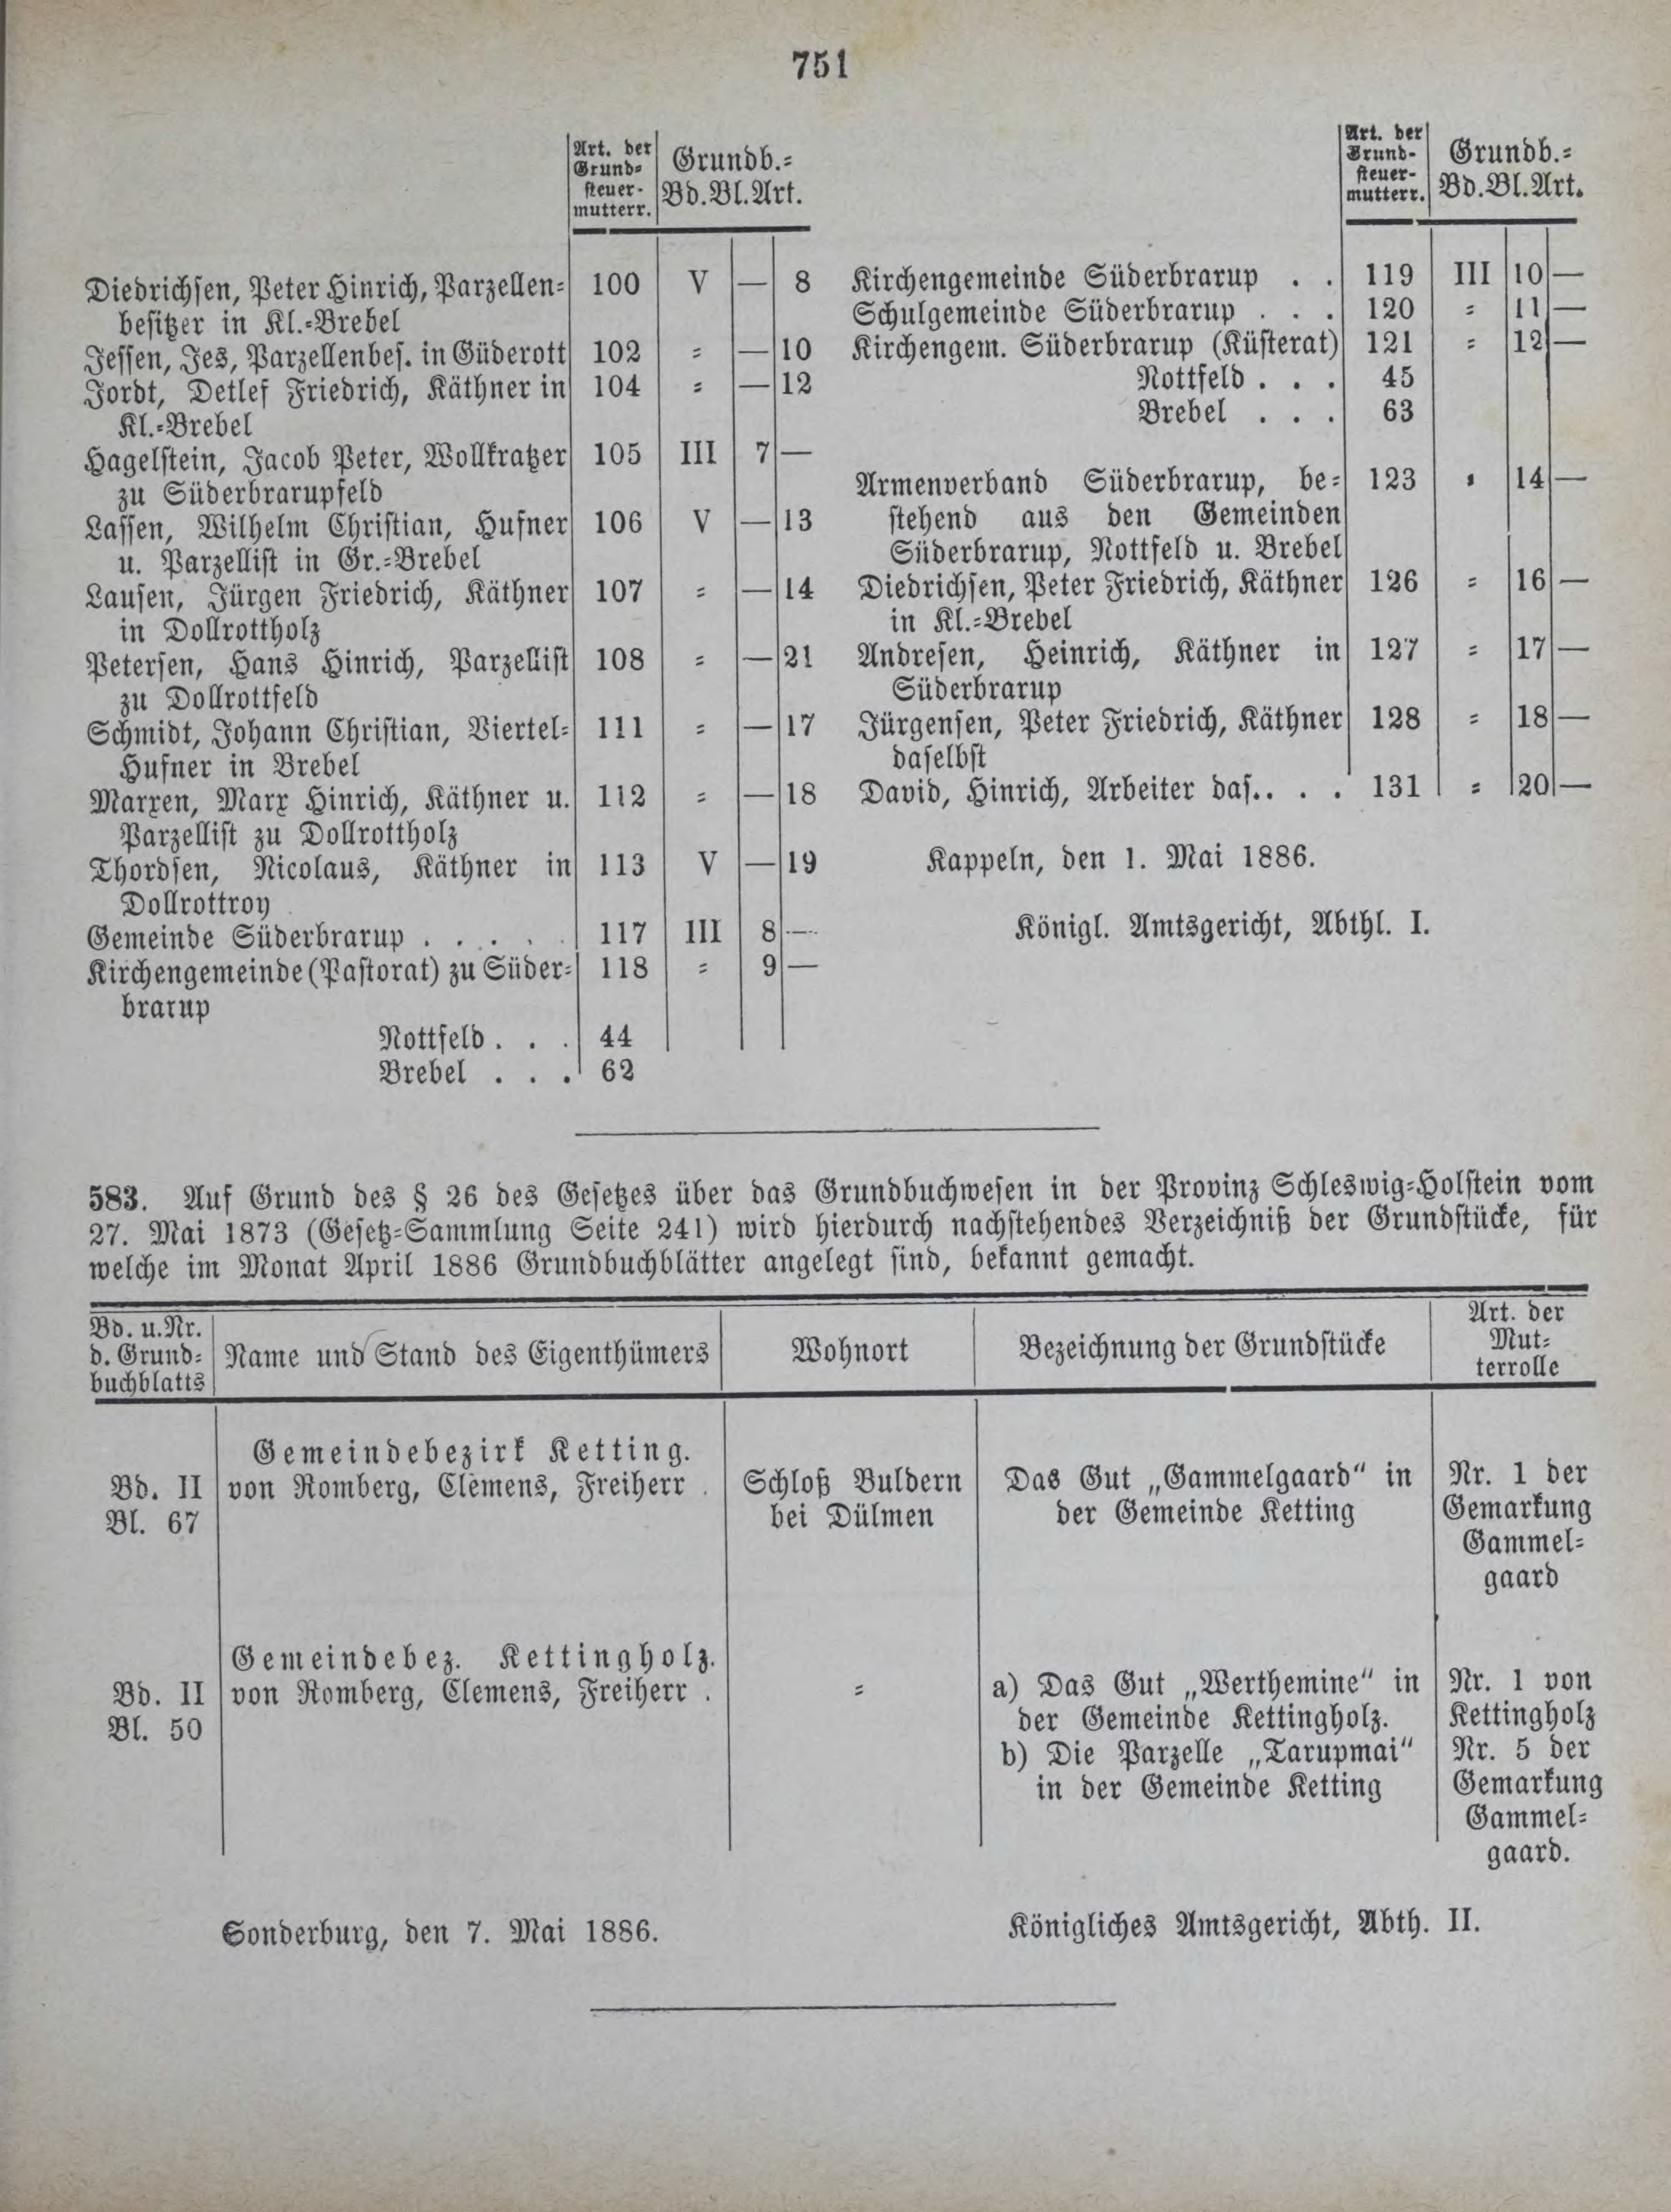 751
Art. der
Grund-
steuer-
mutterr.
Grundb.-
Bd. Bl. Art.
Diedrichsen, Peter Hinrich, Parzellen- 100 V — 8
besitzer in Kl.-Brebel
Jessen, Jes, Parzellenbes. in Güderott 102 = — 10
Jordt, Detlef Friedrich, Käthner in 104 = — 12
Kl.-Brebel
Hagelstein, Jacob Peter, Wollkratzer 105 III 7 —
zu Süderbrarupfeld
Lassen, Wilhelm Christian, Hufner 106 V — 13
u. Parzellist in Gr.-Brebel
Lausen, Jürgen Friedrich, Käthner 107 = — 14
in Dollrottholz
Petersen, Hans Hinrich, Parzellist 108 = — 21
zu Dollrottfeld
Schmidt, Johann Christian, Viertel- 111 = — 17
Hufner in Brebel
Marxen, Marx Hinrich, Käthner u. 112 = — 18
Parzellist zu Dollrottholz
Thordsen, Nicolaus, Käthner in 113 V — 19
Dollrottroy
Gemeinde Süderbrarup . . . . . 117 III 8 —
Kirchengemeinde (Pastorat) zu Süder- 118 = 9 —
brarup
Nottfeld . . . 44
Brebel . . . 62
Art. der
Grund-
steuer-
mutterr.
Grundb.-
Bd. Bl. Art.
Kirchengemeinde Süderbrarup . . 119 III 10 —
Schulgemeinde Süderbrarup . . . 120 = 11 —
Kirchengem. Süderbrarup (Küsterat) 121 = 12 —
Nottfeld . . . 45
Brebel . . . 63
Armenverband Süderbrarup, be- 123 = 14 —
stehend aus den Gemeinden
Süderbrarup, Nottfeld u. Brebel
Diedrichsen, Peter Friedrich, Käthner 126 = 16 —
in Kl.-Brebel
Andresen, Heinrich, Käthner in 127 = 17 —
Süderbrarup
Jürgensen, Peter Friedrich, Käthner 128 = 18 —
daselbst
David, Hinrich, Arbeiter das. . . . 131 = 20 —
Kappeln, den 1. Mai 1886.
Königl. Amtsgericht, Abthl. I.
583. Auf Grund des § 26 des Gesetzes über das Grundbuchwesen in der Provinz Schleswig-Holstein vom
27. Mai 1873 (Gesetz-Sammlung Seite 241) wird hierdurch nachstehendes Verzeichniß der Grundstücke, für
welche im Monat April 1886 Grundbuchblätter angelegt sind, bekannt gemacht.
Bd. u. Nr.
d. Grund-
buchblatts
Name und Stand des Eigenthümers
Wohnort
Bezeichnung der Grundstücke
Art. der
Mut-
terrolle
Gemeindebezirk Ketting.
Bd. II von Romberg, Clemens, Freiherr . Schloß Buldern Das Gut „Gammelgaard“ in Nr. 1 der
Bl. 67 bei Dülmen der Gemeinde Ketting Gemarkung
Gammel-
gaard
Gemeindebez. Kettingholz.
Bd. II von Romberg, Clemens, Freiherr . = a) Das Gut „Werthemine“ in Nr. 1 von
Bl. 50 der Gemeinde Kettingholz. Kettingholz
b) Die Parzelle „Tarupmai“ Nr. 5 der
in der Gemeinde Ketting Gemarkung
Gammel-
gaard.
Sonderburg, den 7. Mai 1886. Königliches Amtsgericht, Abth. II.